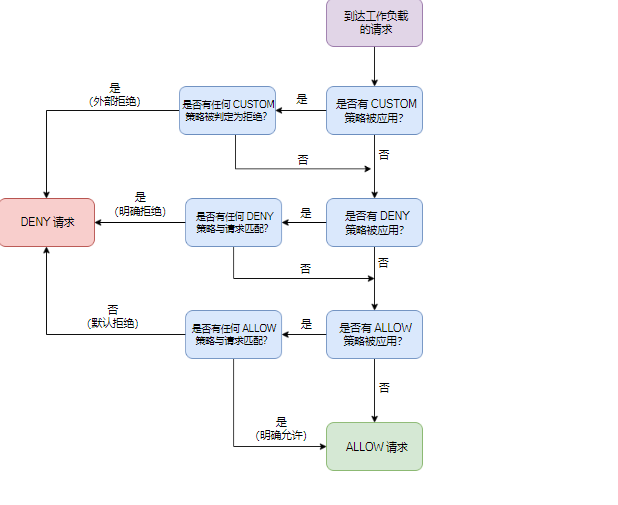 到达工作负载
的请求
是
(外部拒绝)
是否有任何 CUSTOM
策略被判定为拒绝?
是
是否有 CUSTOM
策略被应用?
否
否
是
(明确拒绝)
DENY 请求
是否有任何 DENY
策略与请求匹配?
是
是否有 DENY
策略被应用?
否
否
否
(默认拒绝)
是否有任何 ALLOW
策略与请求匹配?
是
是否有 ALLOW
策略被应用?
否
是
(明确允许)
ALLOW 请求